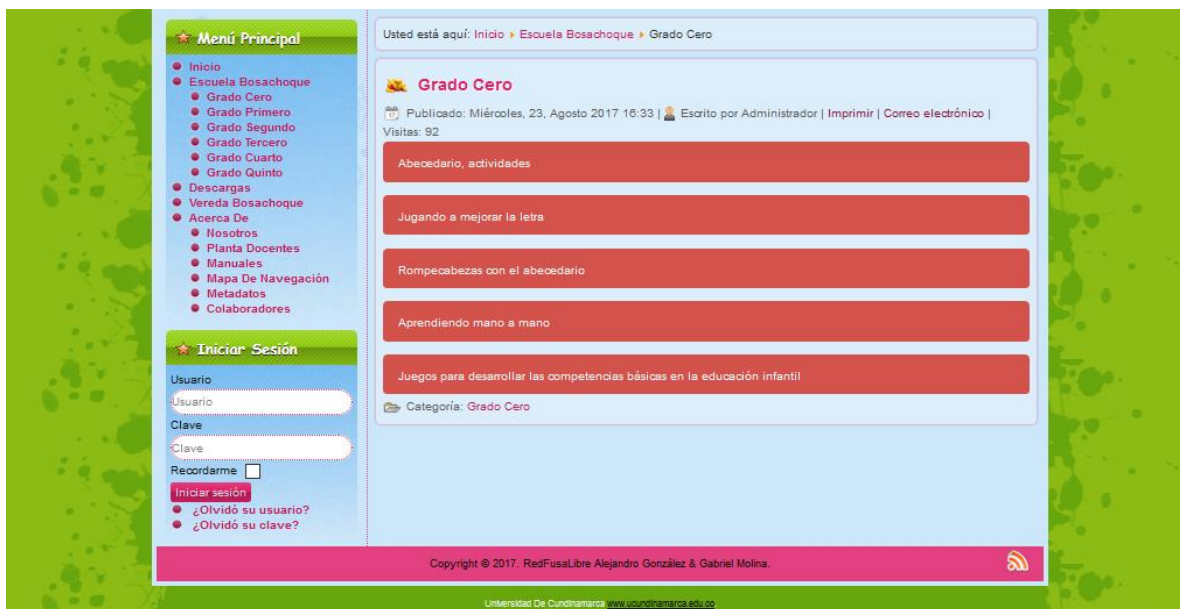 Menú Principal
Inicio
Escuela Bosachoque
Grado Cero
Grado Primero
Grado Segundo
Grado Tercero
Grado Cuarto
Grado Quinto
Descargas
Vereda Bosachoque
Acerca De
Nosotros
Planta Docentes
Manuales
Mapa De Navegación
Metadatos
Colaboradores
Iniciar Sesión
Usuario
Usuario
Clave
Clave
Recordarme
Iniciar sesión
¿Olvidó su usuario?
¿Olvidó su clave?
Usted está aquí: Inicio Escuela Bosachoque Grado Cero
Grado Cero
Publicado: Miércoles, 23, Agosto 2017 16:33 | Escrito por Administrador | Imprimir | Correo electrónico |
Visitas: 92
Abecedario, actividades
Jugando a mejorar la letra
Rompecabezas con el abecedario
Aprendiendo mano a mano
Juegos para desarrollar las competencias básicas en la educación infantil
Categoría: Grado Cero
Copyright © 2017. RedFusaLibre Alejandro González & Gabriel Molina.
Universidad De Cundinamarca www.ucundinamarca.edu.co